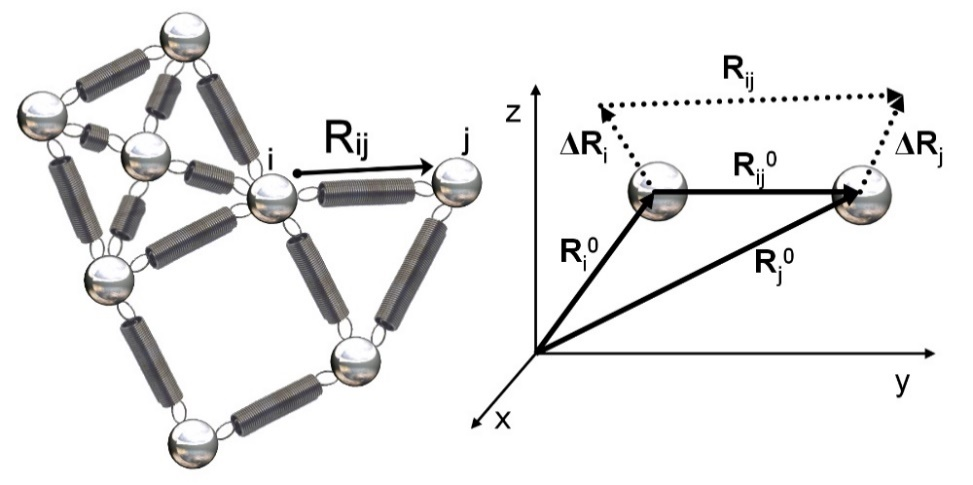 R_ij
i
j
R_ij
z
ΔR_i
ΔR_j
R_ij^0
R_i^0
R_j^0
y
x